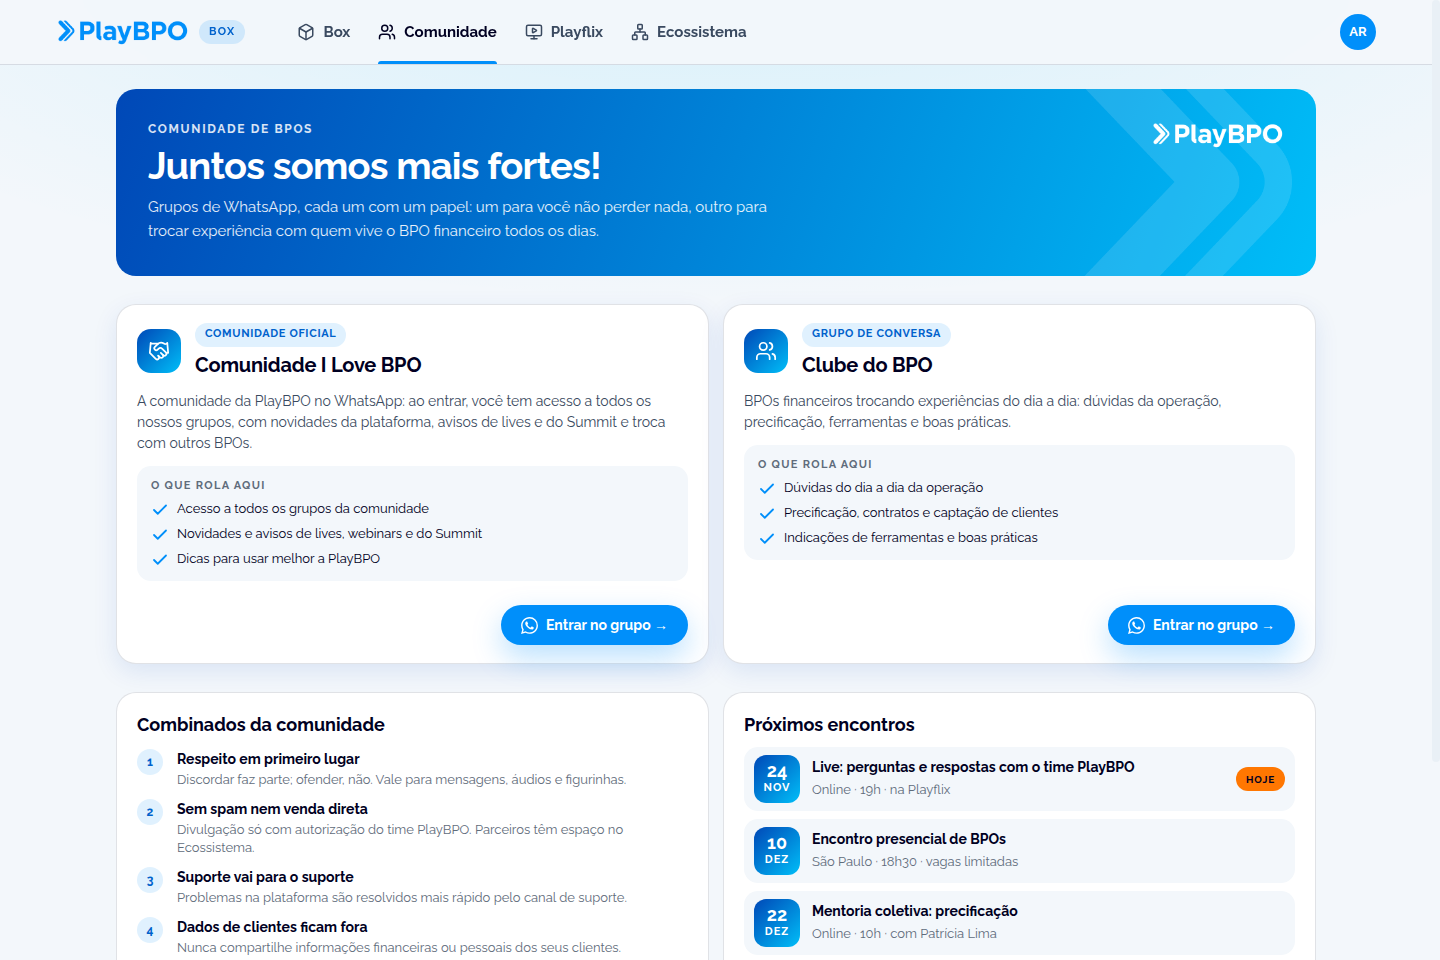 PlayBPO BOX Box Comunidade Playflix Ecossistema AR
COMUNIDADE DE BPOS
PlayBPO
Juntos somos mais fortes!
Grupos de WhatsApp, cada um com um papel: um para você não perder nada, outro para
trocar experiência com quem vive o BPO financeiro todos os dias.
COMUNIDADE OFICIAL
Comunidade I Love BPO
A comunidade da PlayBPO no WhatsApp: ao entrar, você tem acesso a todos os
nossos grupos, com novidades da plataforma, avisos de lives e do Summit e troca
com outros BPOs.
O QUE ROLA AQUI
Acesso a todos os grupos da comunidade
Novidades e avisos de lives, webinars e do Summit
Dicas para usar melhor a PlayBPO
Entrar no grupo →
GRUPO DE CONVERSA
Clube do BPO
BPOs financeiros trocando experiências do dia a dia: dúvidas da operação,
precificação, ferramentas e boas práticas.
O QUE ROLA AQUI
Dúvidas do dia a dia da operação
Precificação, contratos e captação de clientes
Indicações de ferramentas e boas práticas
Entrar no grupo →
Combinados da comunidade
1 Respeito em primeiro lugar
Discordar faz parte; ofender, não. Vale para mensagens, áudios e figurinhas.
2 Sem spam nem venda direta
Divulgação só com autorização do time PlayBPO. Parceiros têm espaço no
Ecossistema.
3 Suporte vai para o suporte
Problemas na plataforma são resolvidos mais rápido pelo canal de suporte.
4 Dados de clientes ficam fora
Nunca compartilhe informações financeiras ou pessoais dos seus clientes.
Próximos encontros
24 NOV
Live: perguntas e respostas com o time PlayBPO
Online · 19h · na Playflix
HOJE
10 DEZ
Encontro presencial de BPOs
São Paulo · 18h30 · vagas limitadas
22 DEZ
Mentoria coletiva: precificação
Online · 10h · com Patrícia Lima